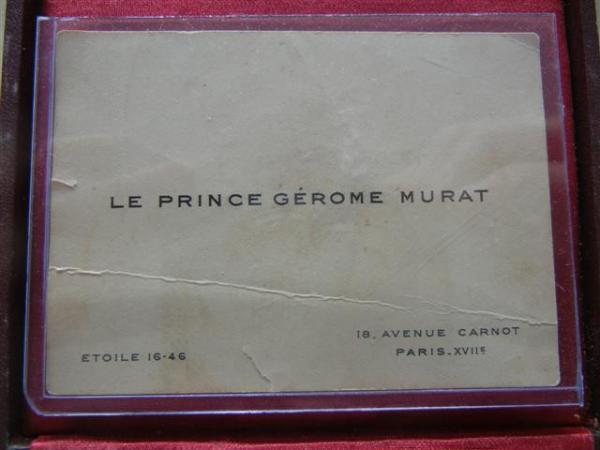 LE PRINCE GÉROME MURAT
18, AVENUE CARNOT
ETOILE 16-46
PARIS-XVIIE